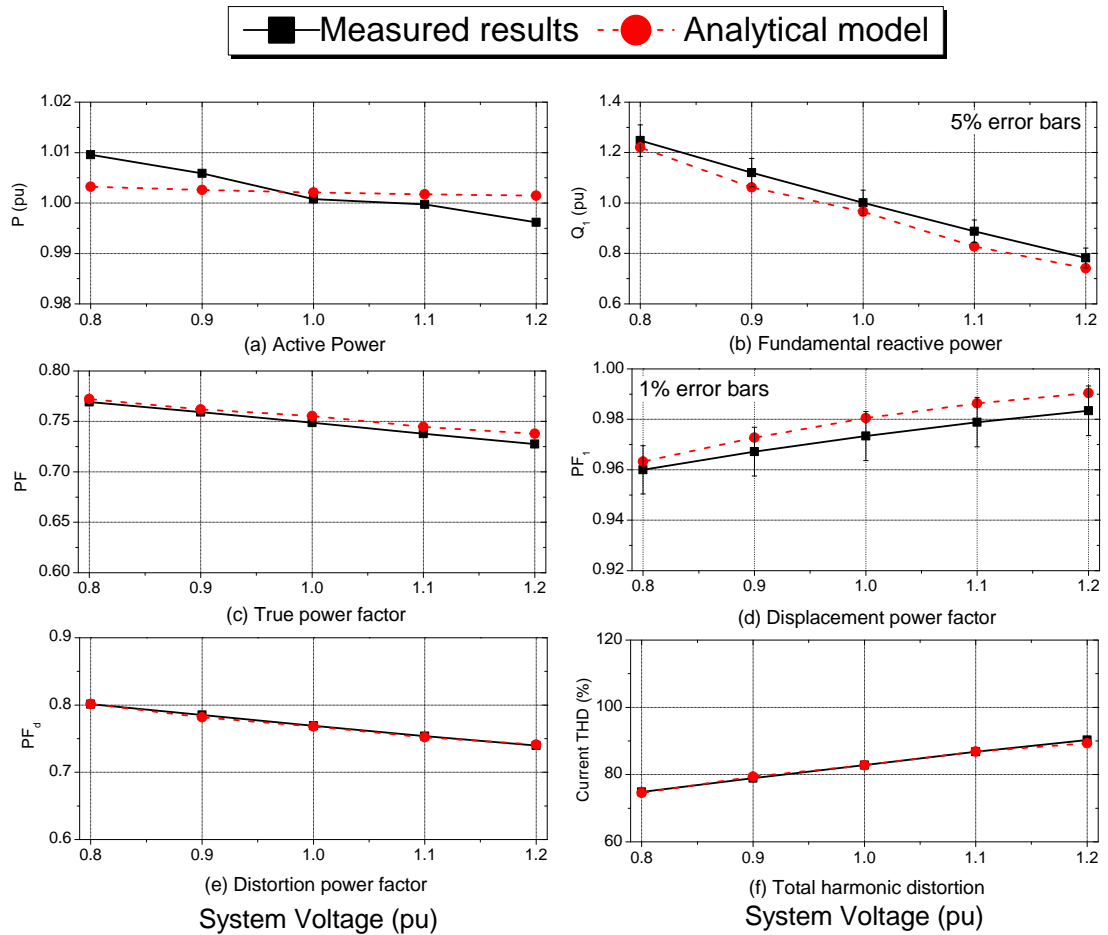 Measured results Analytical model
1.02
1.01
1.00
0.99
0.98
P (pu)
0.8 0.9 1.0 1.1 1.2
(a) Active Power
1.4
1.2
1.0
0.8
0.6
Q₁ (pu)
5% error bars
0.8 0.9 1.0 1.1 1.2
(b) Fundamental reactive power
0.80
0.75
0.70
0.65
0.60
PF
0.8 0.9 1.0 1.1 1.2
(c) True power factor
1.00
0.98
0.96
0.94
0.92
PF₁
1% error bars
0.8 0.9 1.0 1.1 1.2
(d) Displacement power factor
0.9
0.8
0.7
0.6
PF_d
0.8 0.9 1.0 1.1 1.2
(e) Distortion power factor
System Voltage (pu)
120
100
80
60
Current THD (%)
0.8 0.9 1.0 1.1 1.2
(f) Total harmonic distortion
System Voltage (pu)